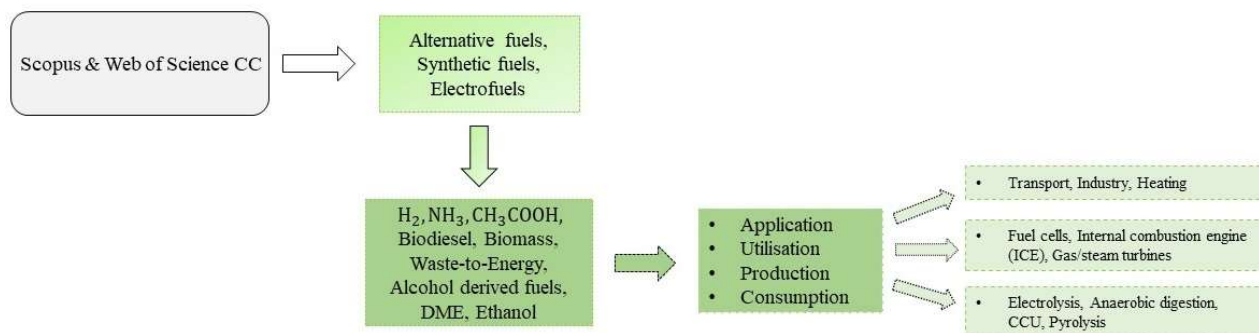 Scopus & Web of Science CC
Alternative fuels,
Synthetic fuels,
Electrofuels
H₂,NH₃,CH₃COOH,
Biodiesel, Biomass,
Waste-to-Energy,
Alcohol derived fuels,
DME, Ethanol
• Application
• Utilisation
• Production
• Consumption
• Transport, Industry, Heating
• Fuel cells, Internal combustion engine
(ICE), Gas/steam turbines
• Electrolysis, Anaerobic digestion,
CCU, Pyrolysis